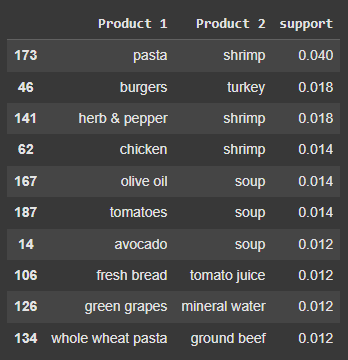 Product 1 Product 2 support
173 pasta shrimp 0.040
46 burgers turkey 0.018
141 herb & pepper shrimp 0.018
62 chicken shrimp 0.014
167 olive oil soup 0.014
187 tomatoes soup 0.014
14 avocado soup 0.012
106 fresh bread tomato juice 0.012
126 green grapes mineral water 0.012
134 whole wheat pasta ground beef 0.012